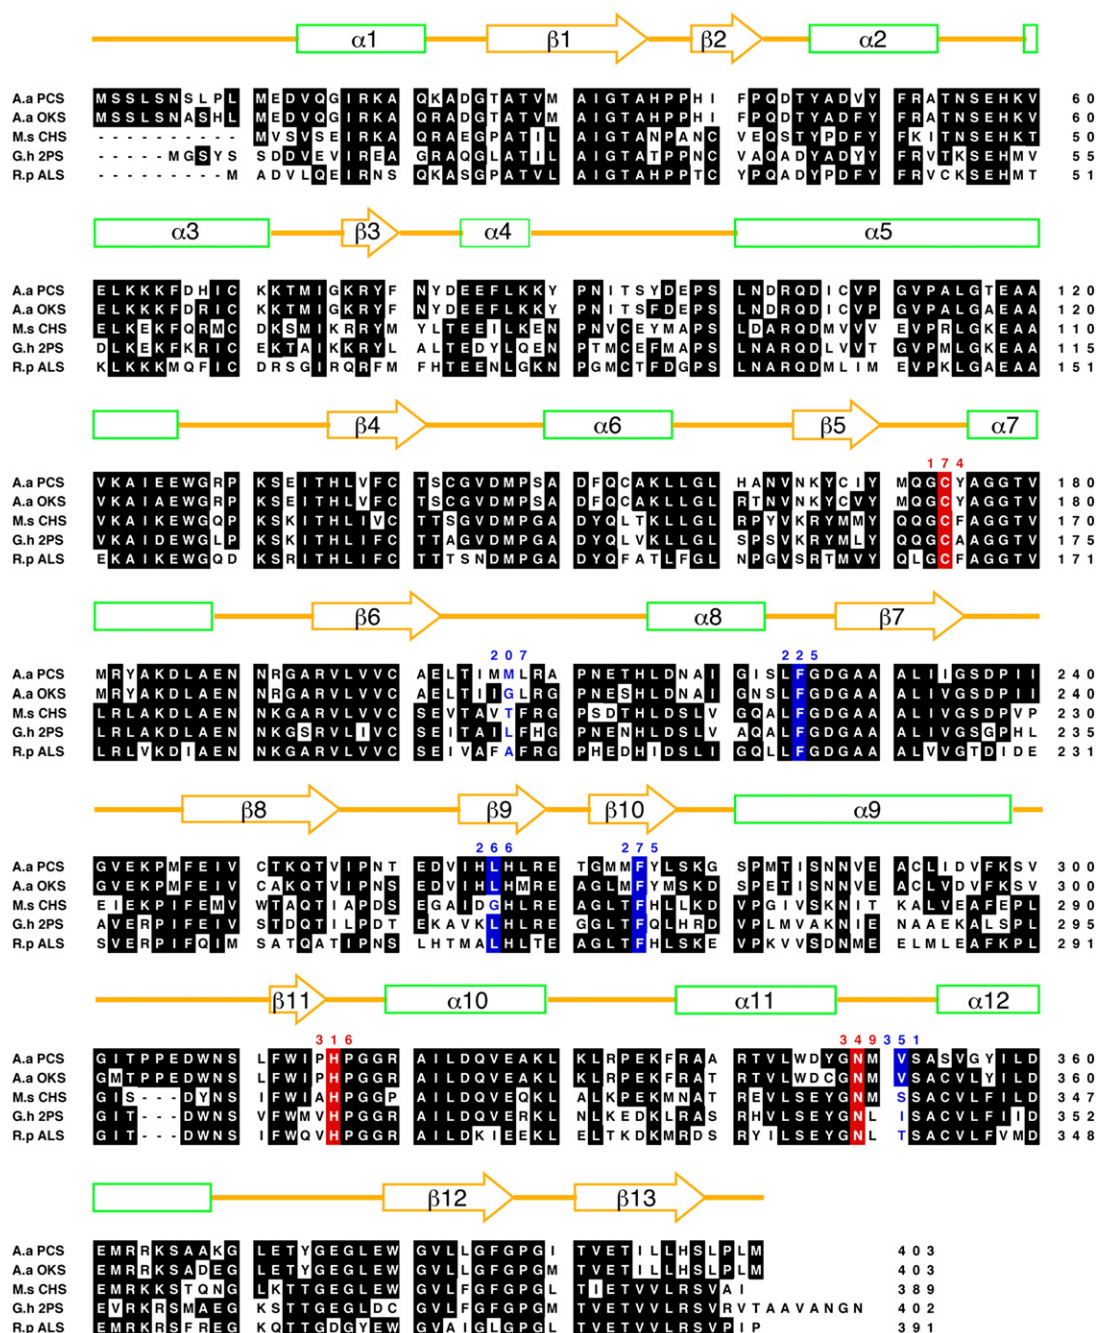 α1 β1 β2 α2
A.a PCS MSSLSNSLPL MEDVQGIRKA QKADGTATVM AIGTAHPPHI FPQDTYADVY FRATNSEHKV 60
A.a OKS MSSLSNASHL MEDVQGIRKA QKADGTATVM AIGTAHPPHI FPQDTYADFY FRATNSEHKV 60
M.s CHS ---------- MVSVSEIRKA QRAEGPATIL AIGTANPANC VEQSTYPDFY FKITNSEHKT 50
G.h 2PS -----MGSYS SDDVEVIREA GRAQGLATIL AIGTATPPNC VAQADYADYY FRVTKSEHMV 55
R.p ALS ---------M ADVLQEIRNS QKASGPATVL AIGTAHPPTC YPQADYPDFY FRVCKSEHMT 51
α3 β3 α4 α5
A.a PCS ELKKKFDHIC KKTMIGKRYF NYDEEFLKKY PNITSYDEPS LNDRQDICVP GVPALGTEAA 120
A.a OKS ELKKKFDRIC KKTMIGKRYF NYDEEFLKKY PNITSFDEPS LNDRQDICVP GVPALGTEAA 120
M.s CHS ELKEKFQRMC DKSMIKRRYM YLTEEILKEN PNVCEYMAPS LDARQDMVVV EVPRLGKEAA 110
G.h 2PS DLKEKFKRIC EKTAIKKRYL ALTEDYLQEN PTMCEFMAPS LNARQDLVVT GVPMLGKEAA 115
R.p ALS KLKKKMQFIC DRSGIRQRFM FHTEENLGKN PGMCTFDGPS LNARQDMLIM EVPKLGAEAA 151
β4 α6 β5 α7
174
A.a PCS VKAIEEWGRP KSEITHLVFC TSCGVDMPSA DFQCAKLLGL HANVNKYCIY MQGCYAGGTV 180
A.a OKS VKAIEEWGRP KSEITHLVFC TSCGVDMPSA DFQCAKLLGL RTNVNKYCVY MQGCYAGGTV 180
M.s CHS VKAIKEWGQP KSKITHLIVC TTSGVDMPGA DYQLTKLLGL RPYVKRYMMY QQGCFAGGTV 170
G.h 2PS VKAIDEWGLP KSKITHLIFC TTAGVDMPGA DYQLVKLLGL SPSVKRYMLY QQGCAAGGTV 175
R.p ALS EKAIKEWGQD KSRITHLIFC TTTSNDMPGA DYQFATLFGL NPGVSRTMVY QLGCFAGGTV 171
β6 α8 β7
207 225
A.a PCS MRYAKDLAEN NRGARVLVVC AELTIMMLRA PNETHLDNAI GISLFGDGAA ALIIGSDPII 240
A.a OKS MRYAKDLAEN NRGARVLVVC AELTIIGLRG PNESHLDNAI GNSLFGDGAA ALIVGSDPII 240
M.s CHS LRLAKDLAEN NKGARVLVVC SEVTAVTFRG PSDTHLDSLV GQALFGDGAA ALIVGSDPVP 230
G.h 2PS LRLAKDLAEN NKGSRVLIVC SEITAILFHG PNENHLDSLV AQALFGDGAA ALIVGSGPHL 235
R.p ALS LRLVKDIAEN NKGARVLVVC SEIVAFAFRG PHEDHIDSLI GQLLFGDGAA ALVVGTDIDE 231
β8 β9 β10 α9
266 275
A.a PCS GVEKPMFEIV CTKQTVIPNT EDVIHLHLRE TGMMFYLSKG SPMTISNNVE ACLIDVFKSV 300
A.a OKS GVEKPMFEIV CAKQTVIPNS EDVIHLHMRE AGLMFYMSKD SPETISNNVE ACLVDVFKSV 300
M.s CHS EIEKPIFEMV WTAQTIAPDS EGAIDGHLRE AGLTFHLLKD VPGIVSKNIT KALVEAFEPL 290
G.h 2PS AVERPIFEIV STDQTILPDT EKAVKLHLRE GGLTFQLHRD VPLMVAKNIE NAAEKALSPL 295
R.p ALS SVERPIFQIM SATQATIPNS LHTMALHLTE AGLTFHLSKE VPKVVSDNME ELMLEAFKPL 291
β11 α10 α11 α12
316 349 351
A.a PCS GITPPEDWNS LFWIPHPGGR AILDQVEAKL KLRPEKFRAA RTVLWDYGNM VSASVGYILD 360
A.a OKS GMTPPEDWNS LFWIPHPGGR AILDQVEAKL KLRPEKFRAT RTVLWDCGNM VSACVLYILD 360
M.s CHS GIS---DYNS IFWIAHPGGP AILDQVEQKL ALKPEKMNAT REVLSEYGNM SSACVLFILD 347
G.h 2PS GIT---DWNS VFWMVHPGGR AILDQVERKL NLKEDKLRAS RHVLSEYGNL ISACVLFIID 352
R.p ALS GIT---DWNS IFWQVHPGGR AILDKIEEKL ELTKDKMRDS RYILSEYGNL TSACVLFVMD 348
β12 β13
A.a PCS EMRRKSAAKG LETYGEGLEW GVLLGFGPGI TVETILLHSLPLM 403
A.a OKS EMRRKSADEG LETYGEGLEW GVLLGFGPGM TVETILLHSLPLM 403
M.s CHS EMRKKSTQNG LKTTGEGLEW GVLFGFGPGL TIETVVLRSVAI 389
G.h 2PS EVRKRSMAEG KSTTGEGLDC GVLFGFGPGM TVETVVLRSVRVTAAVANGN 402
R.p ALS EMRKRSFREG KQTTGDGYEW GVAIGLGPGL TVETVVLRSVPIP 391